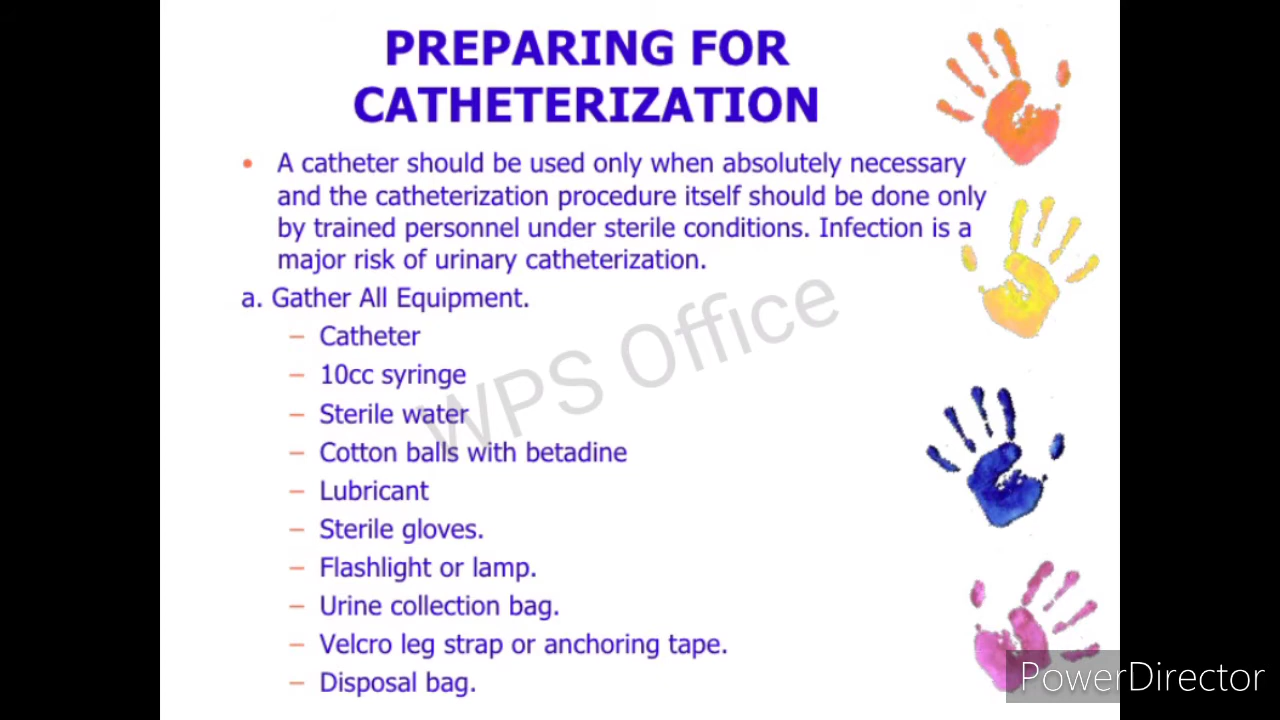 PREPARING FOR
CATHETERIZATION
• A catheter should be used only when absolutely necessary
and the catheterization procedure itself should be done only
by trained personnel under sterile conditions. Infection is a
major risk of urinary catheterization.
a. Gather All Equipment.
– Catheter
– 10cc syringe
– Sterile water
– Cotton balls with betadine
– Lubricant
– Sterile gloves.
– Flashlight or lamp.
– Urine collection bag.
– Velcro leg strap or anchoring tape.
– Disposal bag.
WPS Office
PowerDirector